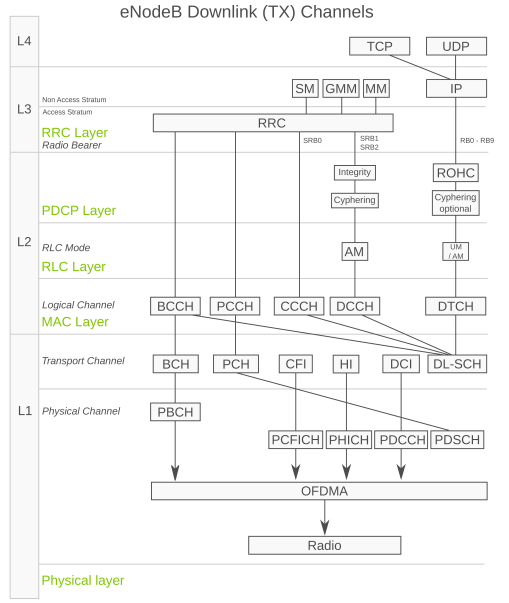 eNodeB Downlink (TX) Channels
L4
TCP
UDP
SM
GMM
MM
IP
Non Access Stratum
L3
Access Stratum
RRC
RRC Layer
Radio Bearer
SRB0
SRB1
SRB2
RB0 - RB9
Integrity
ROHC
Cyphering
Cyphering
optional
PDCP Layer
L2
RLC Mode
AM
UM
/ AM
RLC Layer
Logical Channel
BCCH
PCCH
CCCH
DCCH
DTCH
MAC Layer
Transport Channel
BCH
PCH
CFI
HI
DCI
DL-SCH
L1
Physical Channel
PBCH
PCFICH
PHICH
PDCCH
PDSCH
OFDMA
Radio
Physical layer